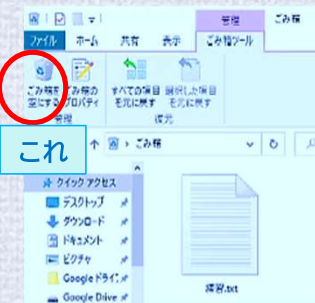 管理 ごみ箱
ファイル ホーム 共有 表示 ごみ箱ツール
ごみ箱を ごみ箱の すべての項目 選択した項目
空にする プロパティ を元に戻す を元に戻す
管理 復元
これ
ごみ箱
クイック アクセス
デスクトップ
ダウンロード
ドキュメント
ピクチャ
Google ドライブ
Google Drive
練習.txt